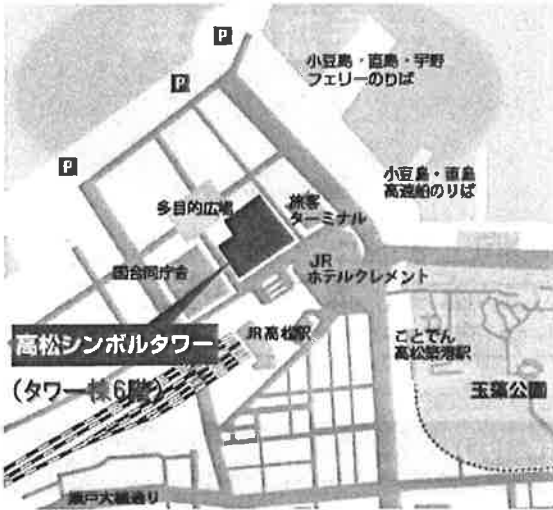 P
小豆島・直島・宇野
フェリーのりば
P
P
小豆島・直島
高速船のりば
多目的広場
旅客
ターミナル
国合同庁舎
JR
ホテルクレメント
高松シンボルタワー
(タワー棟6階)
JR高松駅
ことでん
高松築港駅
玉藻公園
瀬戸大橋通り